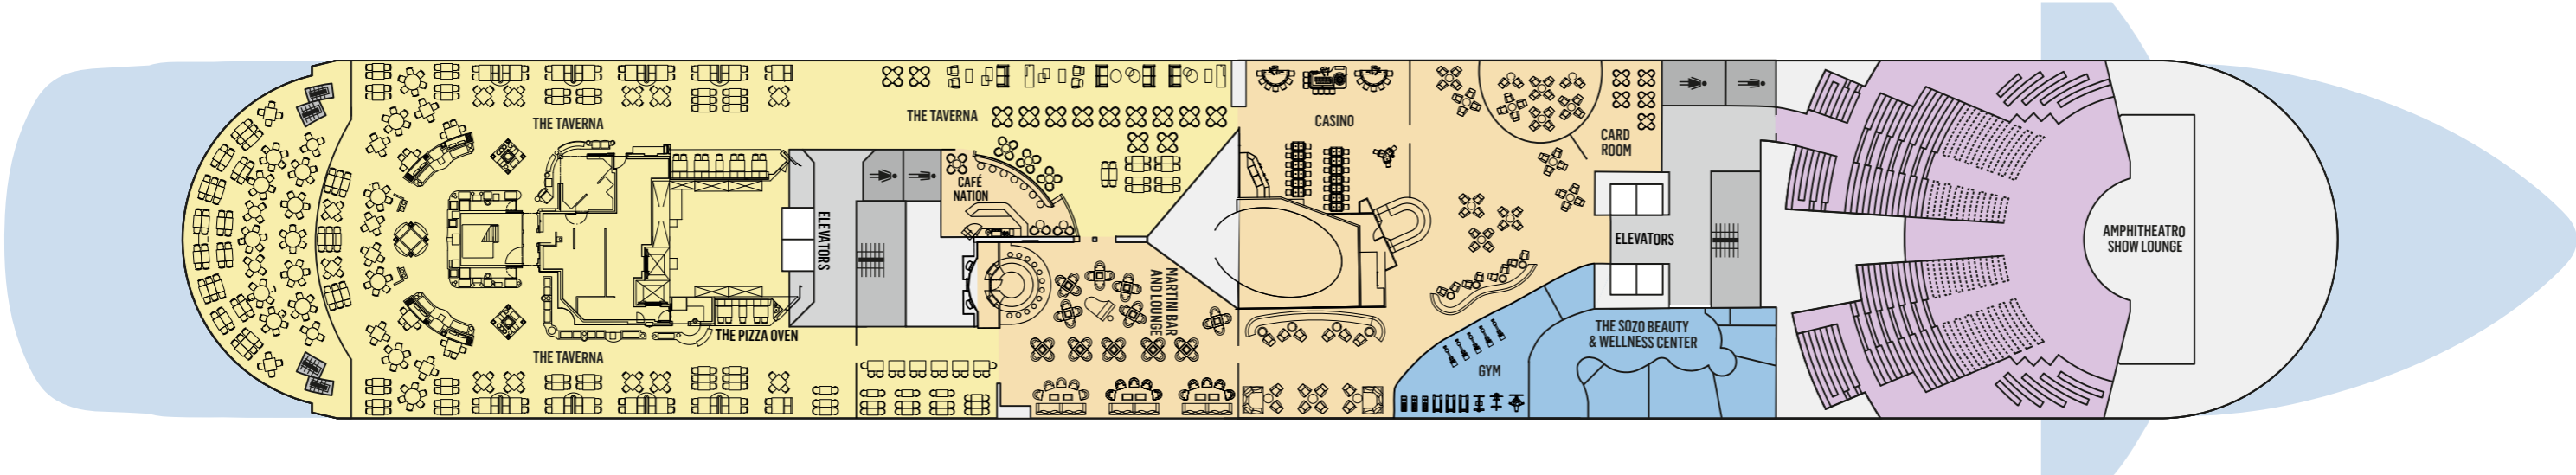 THE TAVERNA
THE TAVERNA
THE PIZZA OVEN
ELEVATORS
THE TAVERNA
CAFÉ
NATION
MARTINI BAR
AND LOUNGE
CASINO
CARD
ROOM
ELEVATORS
GYM
THE SOZO BEAUTY
& WELLNESS CENTER
AMPHITHEATRO
SHOW LOUNGE